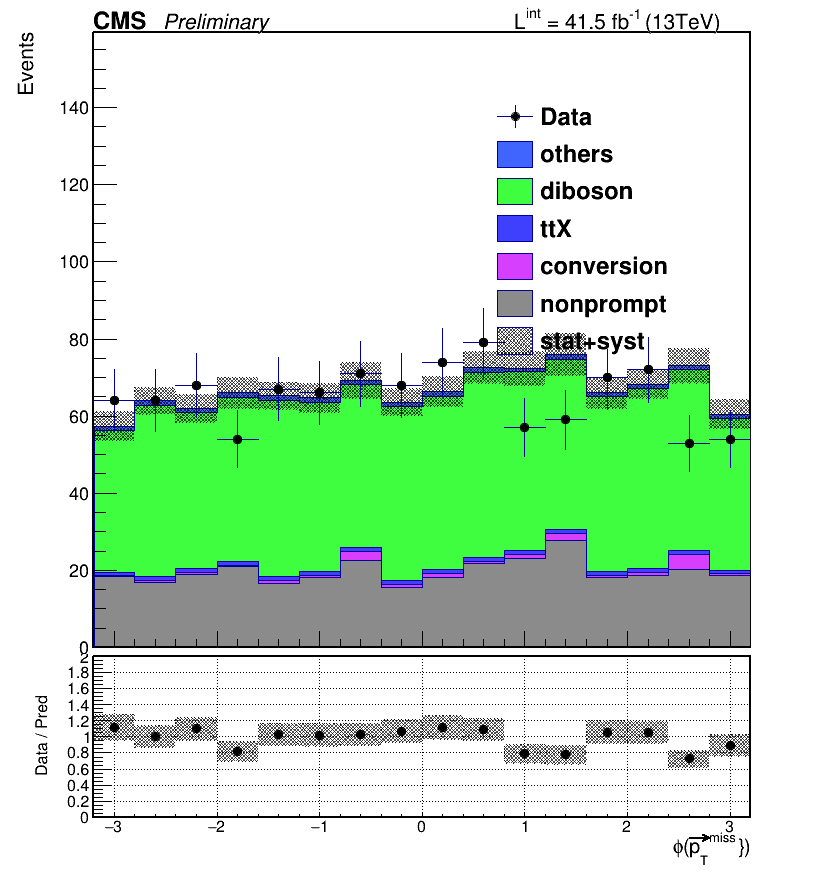 CMS Preliminary L^int = 41.5 fb^-1 (13TeV)
Events
140
120
100
80
60
40
20
0
Data
others
diboson
ttX
conversion
nonprompt
stat+syst
Data / Pred
2
1.8
1.6
1.4
1.2
1
0.8
0.6
0.4
0.2
0
−3 −2 −1 0 1 2 3
ϕ(p_T^miss })